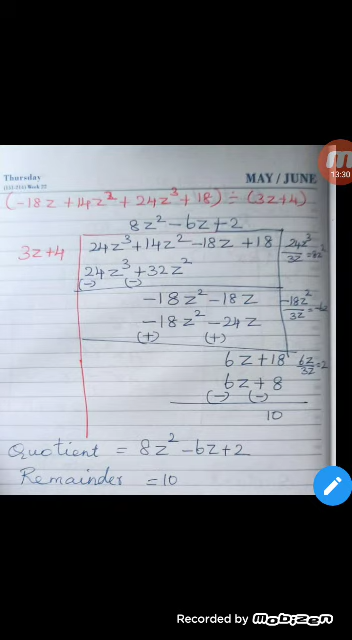 13:30
Thursday
MAY / JUNE
(-18z + 14z² + 24z³ + 18) ÷ (3z+4)
8z² - 6z + 2
3z+4
24z³ + 14z² - 18z + 18
24z³/3z = 8z²
24z³ + 32z²
(-) (-)
-18z² - 18z
-18z²/3z = -6z
-18z² - 24z
(+) (+)
6z + 18
6z/3z = 2
6z + 8
(-) (-)
10
Quotient = 8z² - 6z + 2
Remainder = 10
Recorded by mobizen